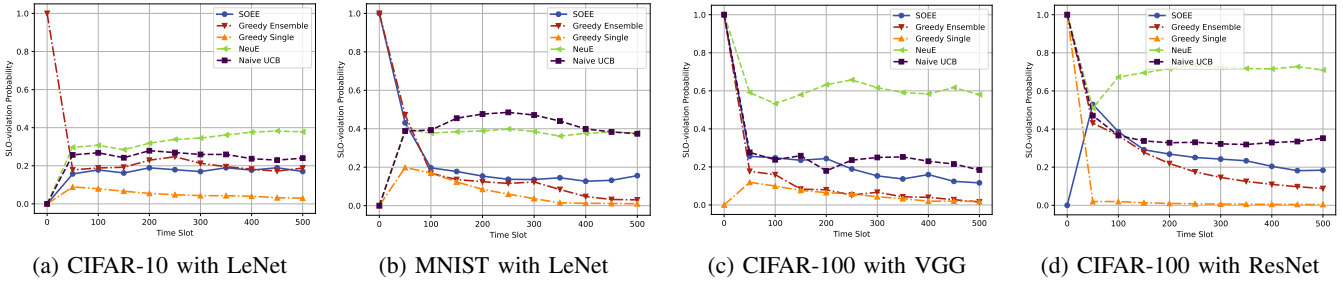 SLO-violation Probability
1.0
0.8
0.6
0.4
0.2
0.0
0 100 200 300 400 500
Time Slot
SOEE
Greedy Ensemble
Greedy Single
NeuE
Naive UCB
(a) CIFAR-10 with LeNet
SLO-violation Probability
1.0
0.8
0.6
0.4
0.2
0.0
0 100 200 300 400 500
Time Slot
SOEE
Greedy Ensemble
Greedy Single
NeuE
Naive UCB
(b) MNIST with LeNet
SLO-violation Probability
1.0
0.8
0.6
0.4
0.2
0.0
0 100 200 300 400 500
Time Slot
SOEE
Greedy Ensemble
Greedy Single
NeuE
Naive UCB
(c) CIFAR-100 with VGG
SLO-violation Probability
1.0
0.8
0.6
0.4
0.2
0.0
0 100 200 300 400 500
Time Slot
SOEE
Greedy Ensemble
Greedy Single
NeuE
Naive UCB
(d) CIFAR-100 with ResNet